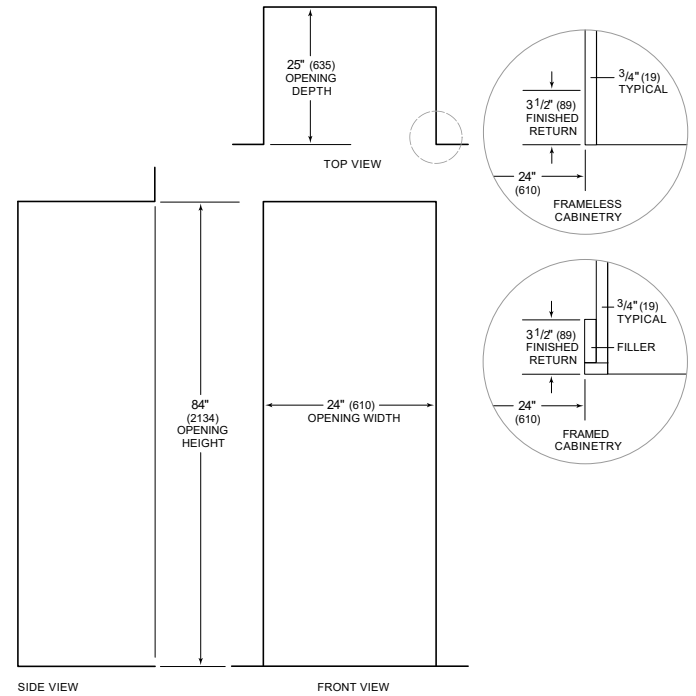 25" (635)
OPENING
DEPTH
TOP VIEW
3/4" (19)
TYPICAL
3 1/2" (89)
FINISHED
RETURN
24"
(610)
FRAMELESS
CABINETRY
3/4" (19)
TYPICAL
3 1/2" (89)
FINISHED
RETURN
FILLER
24"
(610)
FRAMED
CABINETRY
84"
(2134)
OPENING
HEIGHT
24" (610)
OPENING WIDTH
SIDE VIEW
FRONT VIEW